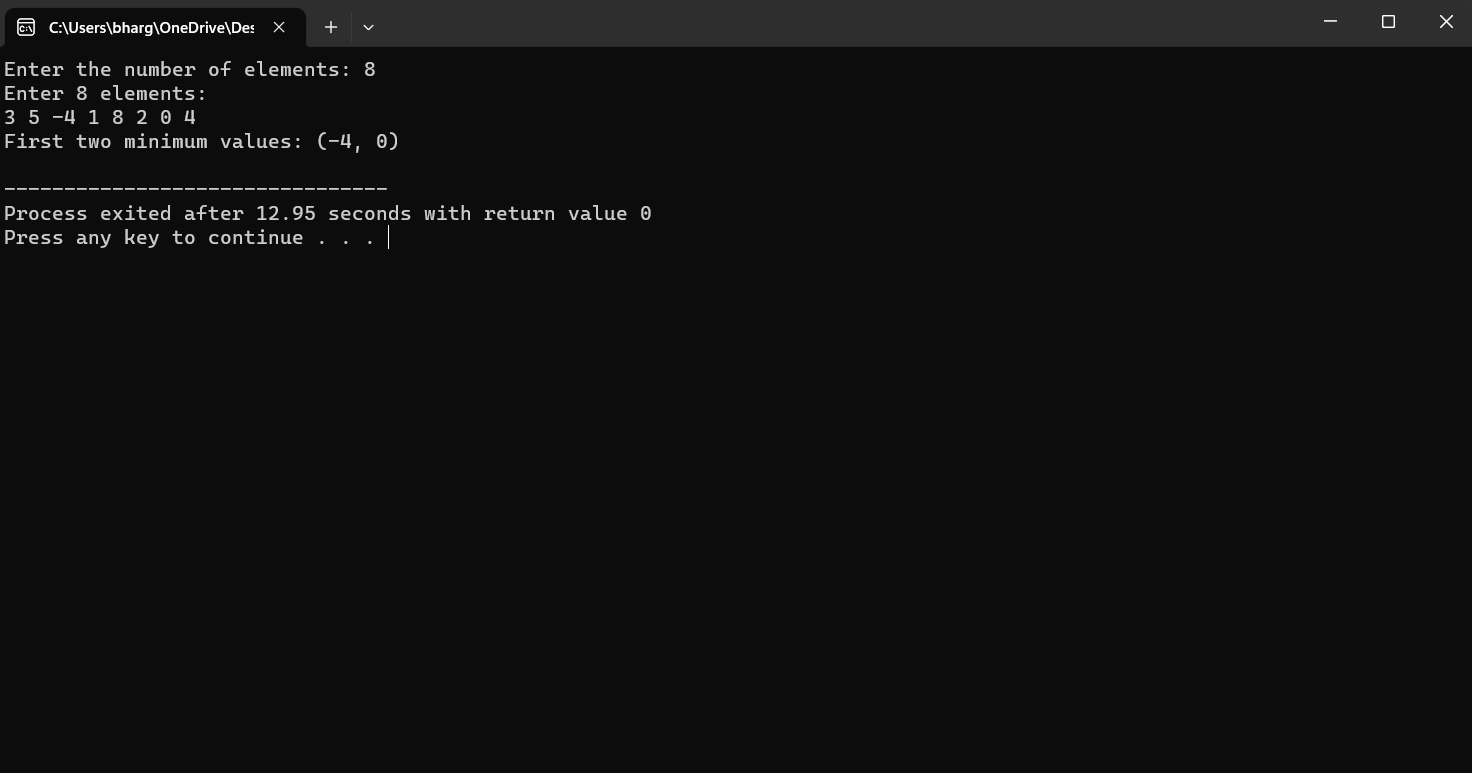 C:\Users\bharg\OneDrive\Des
Enter the number of elements: 8
Enter 8 elements:
3 5 -4 1 8 2 0 4
First two minimum values: (-4, 0)
--------------------------------
Process exited after 12.95 seconds with return value 0
Press any key to continue . . .